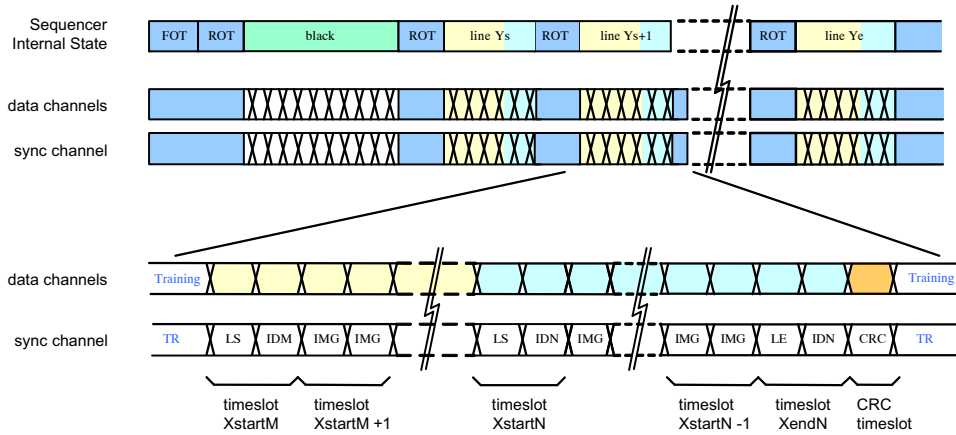 Sequencer
Internal State
FOT ROT black ROT line Ys ROT line Ys+1 ROT line Ye
data channels
sync channel
data channels
Training Training
sync channel
TR LS IDM IMG IMG LS IDN IMG IMG IMG LE IDN CRC TR
timeslot timeslot timeslot timeslot timeslot CRC
XstartM XstartM +1 XstartN XstartN -1 XendN timeslot